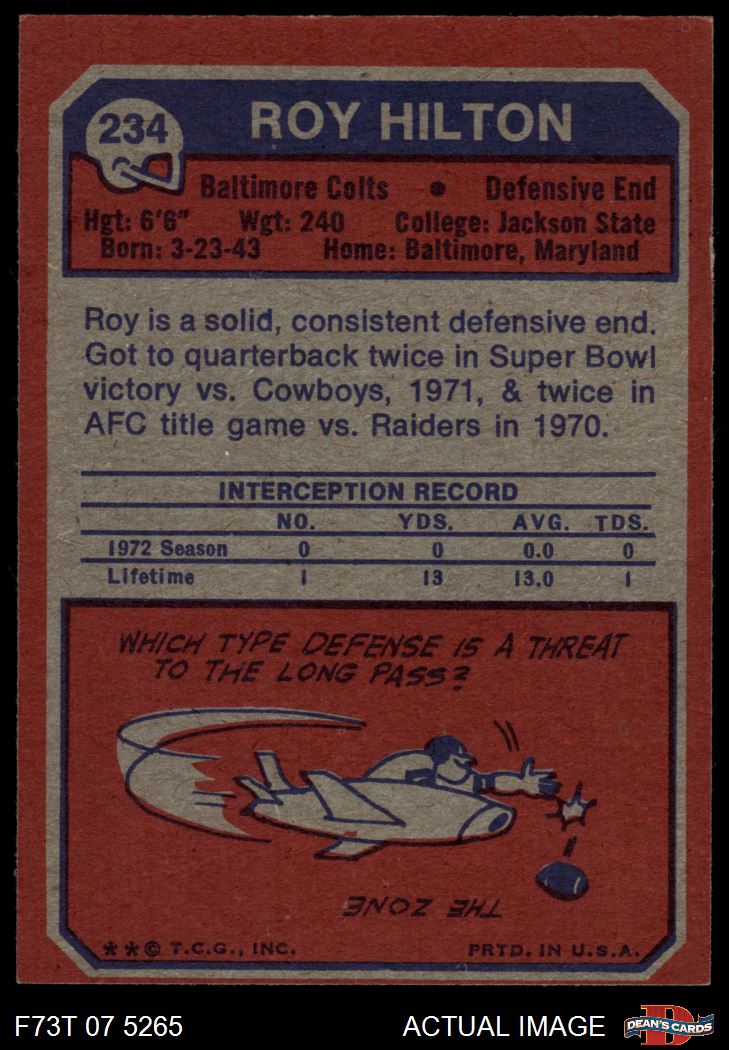 234
ROY HILTON
Baltimore Colts • Defensive End
Hgt: 6'6" Wgt: 240 College: Jackson State
Born: 3-23-43 Home: Baltimore, Maryland
Roy is a solid, consistent defensive end.
Got to quarterback twice in Super Bowl
victory vs. Cowboys, 1971, & twice in
AFC title game vs. Raiders in 1970.
INTERCEPTION RECORD
NO. YDS. AVG. TDS.
1972 Season 0 0 0.0 0
Lifetime 1 13 13.0 1
WHICH TYPE DEFENSE IS A THREAT
TO THE LONG PASS?
THE ZONE
**© T.C.G., INC. PRTD. IN U.S.A.
F73T 07 5265 ACTUAL IMAGE
D
DEAN'S CARDS